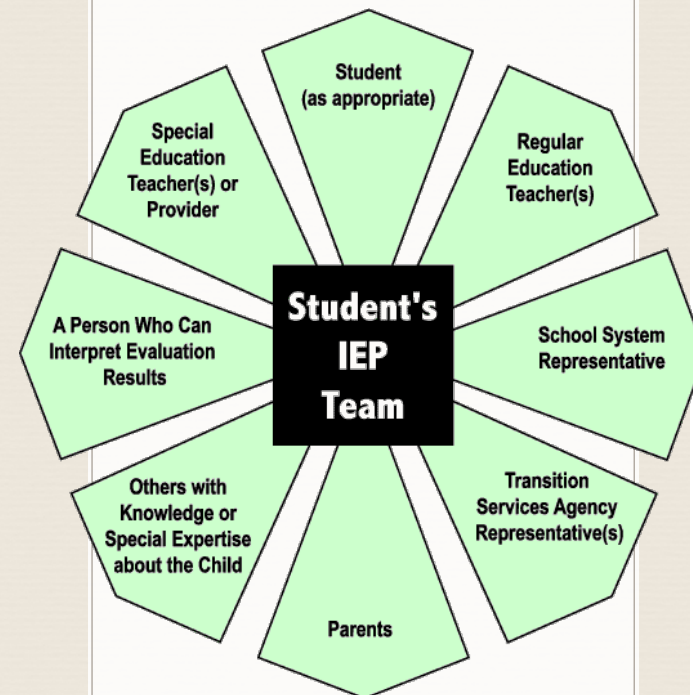 Student
(as appropriate)
Regular
Education
Teacher(s)
School System
Representative
Transition
Services Agency
Representative(s)
Parents
Others with
Knowledge or
Special Expertise
about the Child
A Person Who Can
Interpret Evaluation
Results
Special
Education
Teacher(s) or
Provider
Student's
IEP
Team